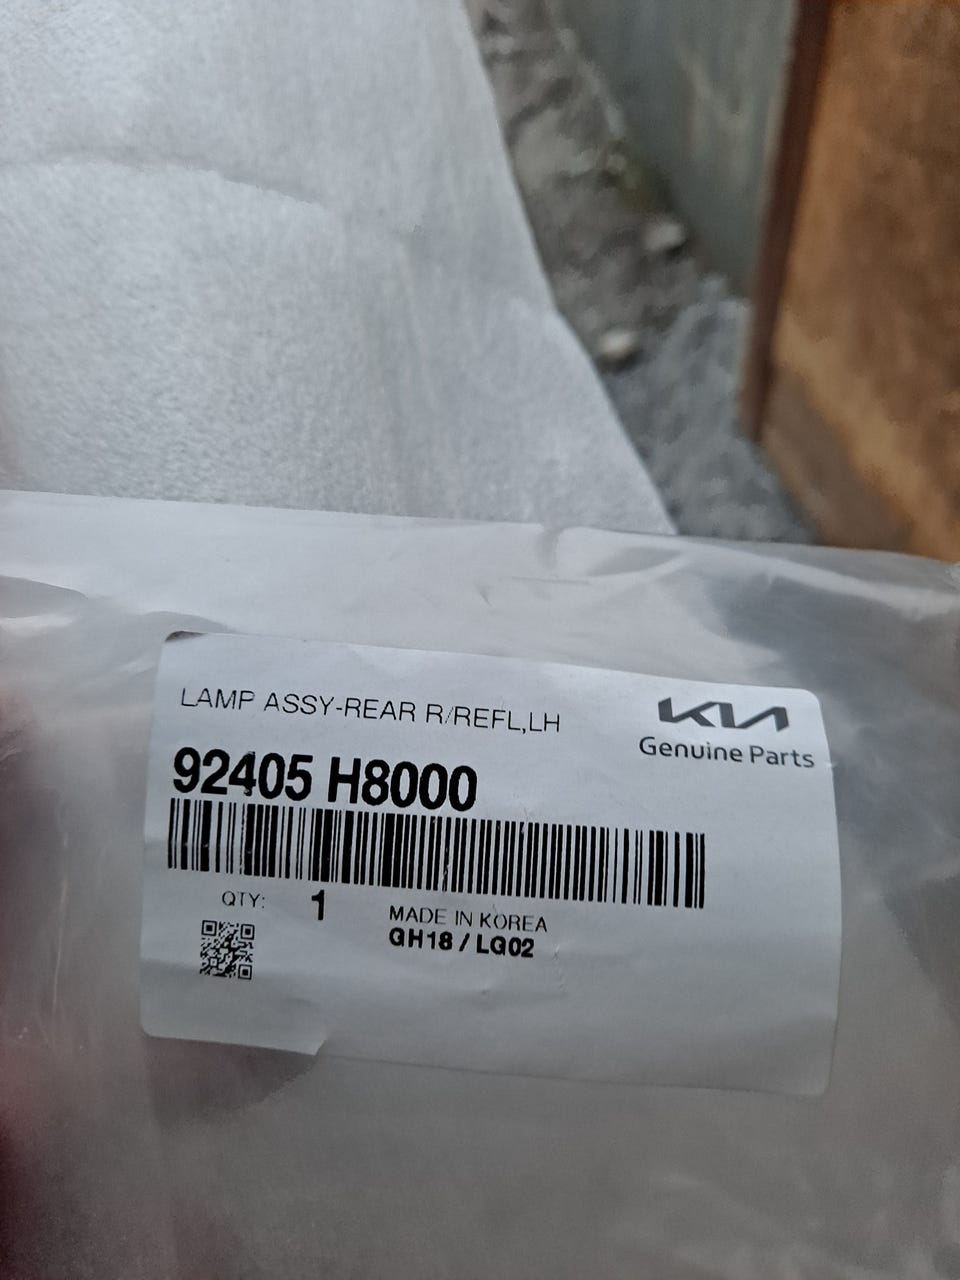 LAMP ASSY-REAR R/REFL,LH
KIA
Genuine Parts
92405 H8000
QTY: 1
MADE IN KOREA
GH18 / LG02